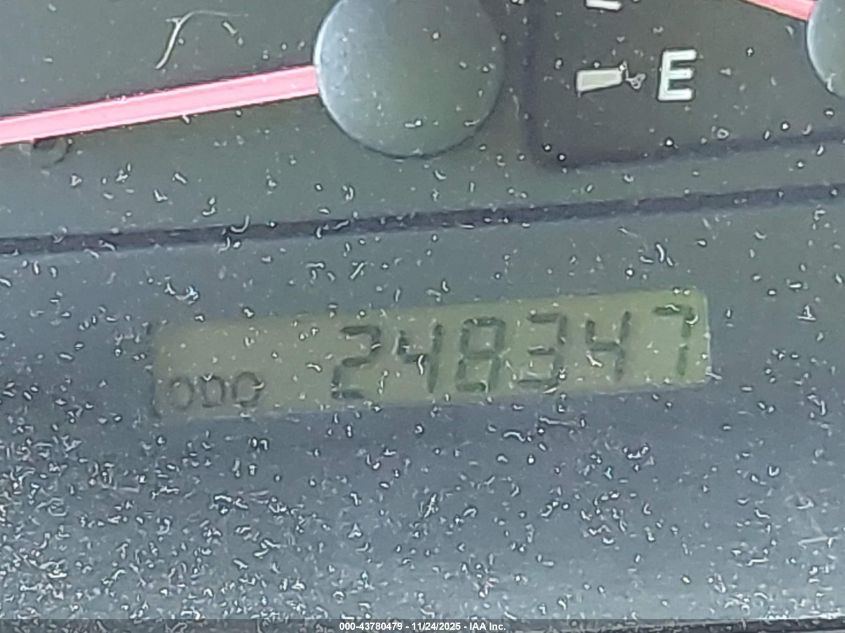 E
ODO 248347
000-43780479 - 11/24/2025 - IAA Inc.